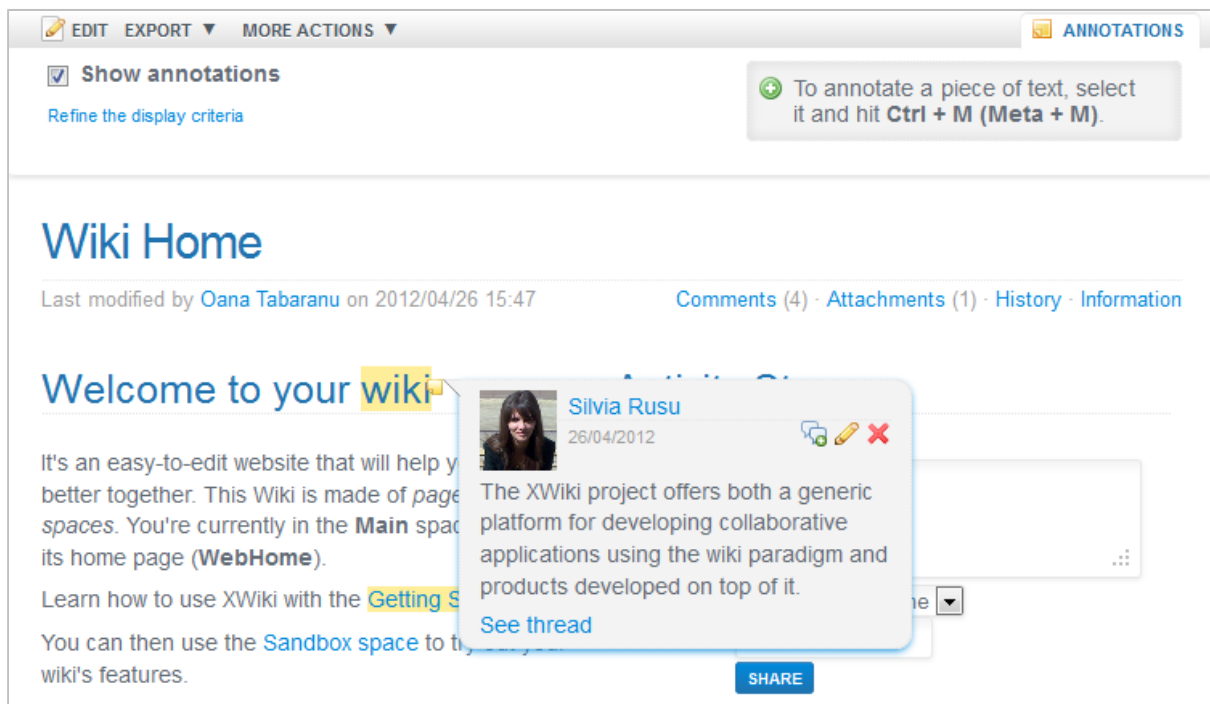 EDIT EXPORT ▼ MORE ACTIONS ▼ ANNOTATIONS
Show annotations
Refine the display criteria
To annotate a piece of text, select
it and hit Ctrl + M (Meta + M).
Wiki Home
Last modified by Oana Tabaranu on 2012/04/26 15:47
Comments (4) · Attachments (1) · History · Information
Welcome to your wiki
It's an easy-to-edit website that will help
better together. This Wiki is made of
spaces. You're currently in the Main
its home page (WebHome).
Learn how to use XWiki with the Getting
You can then use the Sandbox space to
wiki's features.
Silvia Rusu
26/04/2012
The XWiki project offers both a generic
platform for developing collaborative
applications using the wiki paradigm and
products developed on top of it.
See thread
SHARE